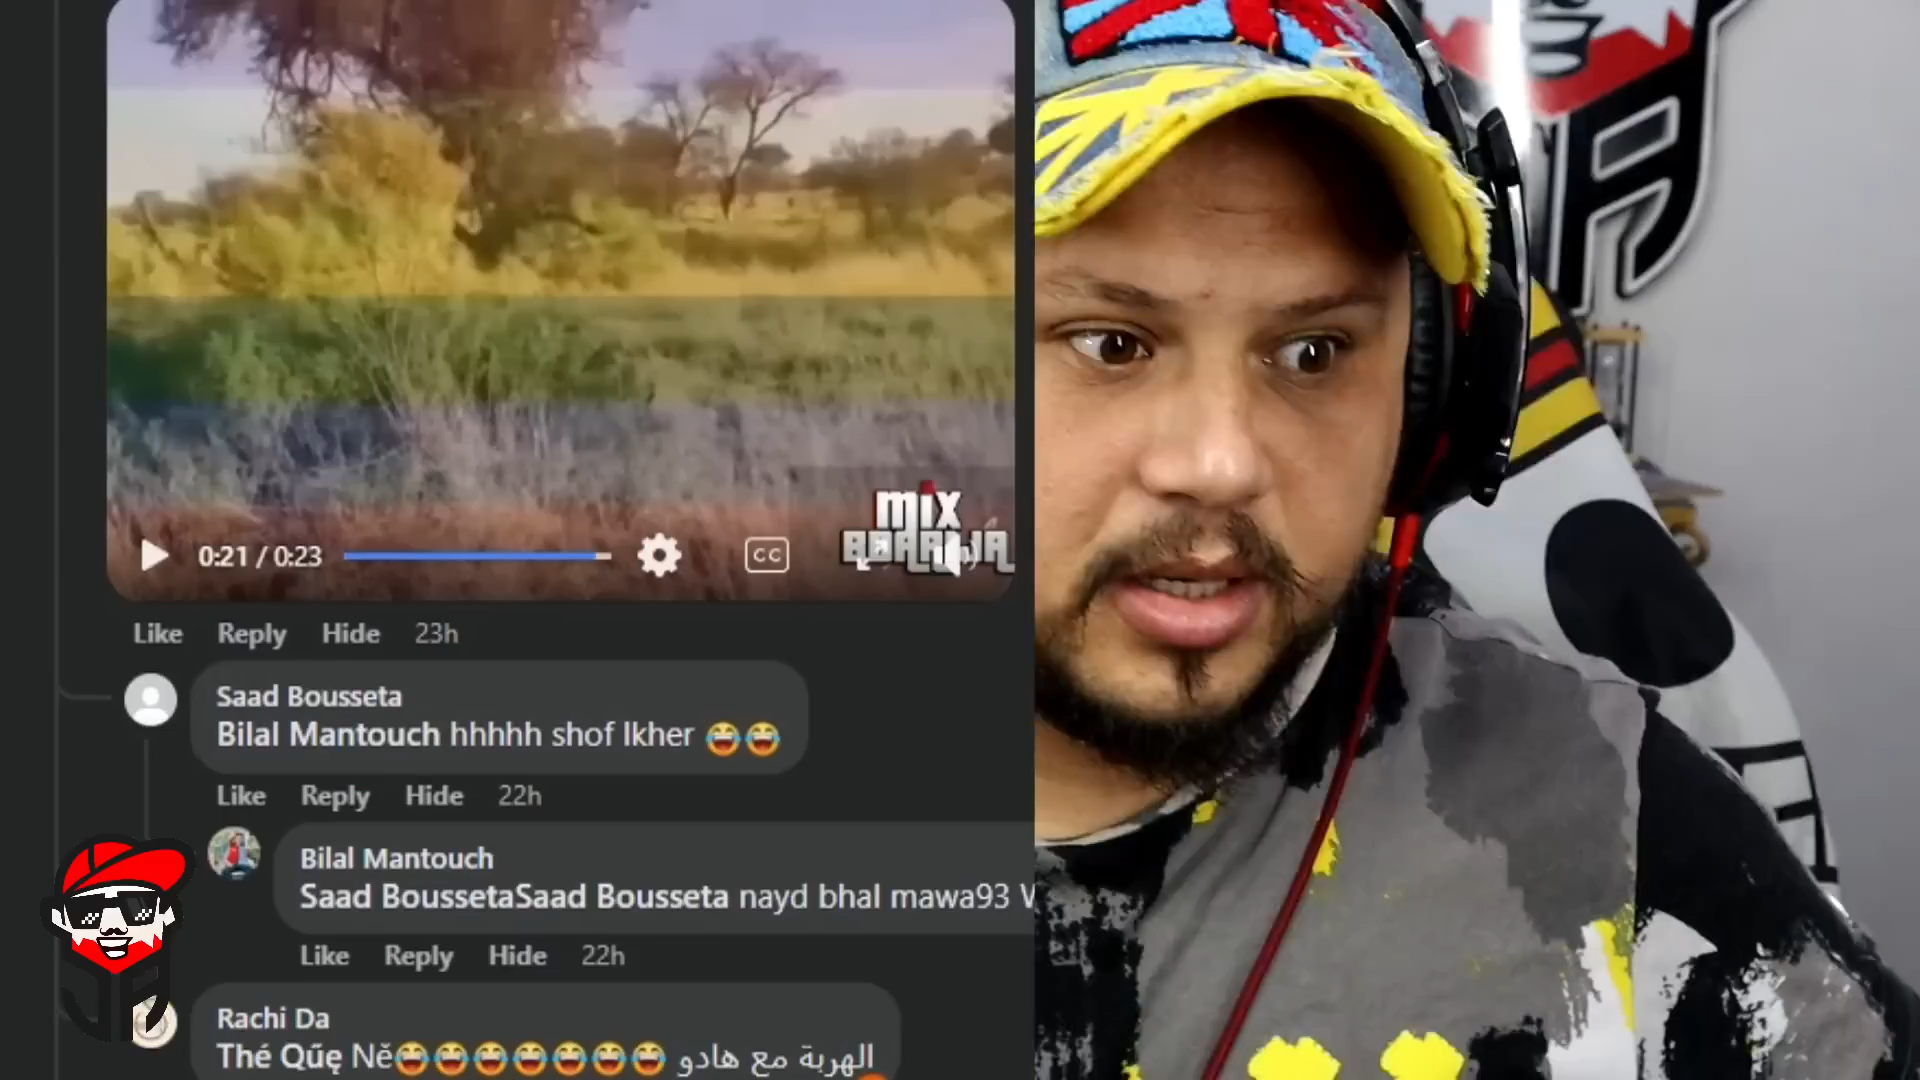 mix
0:21 / 0:23
CC
Like Reply Hide 23h
Saad Bousseta
Bilal Mantouch hhhhh shof lkher 😂😂
Like Reply Hide 22h
Bilal Mantouch
Saad BoussetaSaad Bousseta nayd bhal mawa93
Like Reply Hide 22h
Rachi Da
Thé Qűę Ně😂😂😂😂😂😂😂 الهربة مع هادو